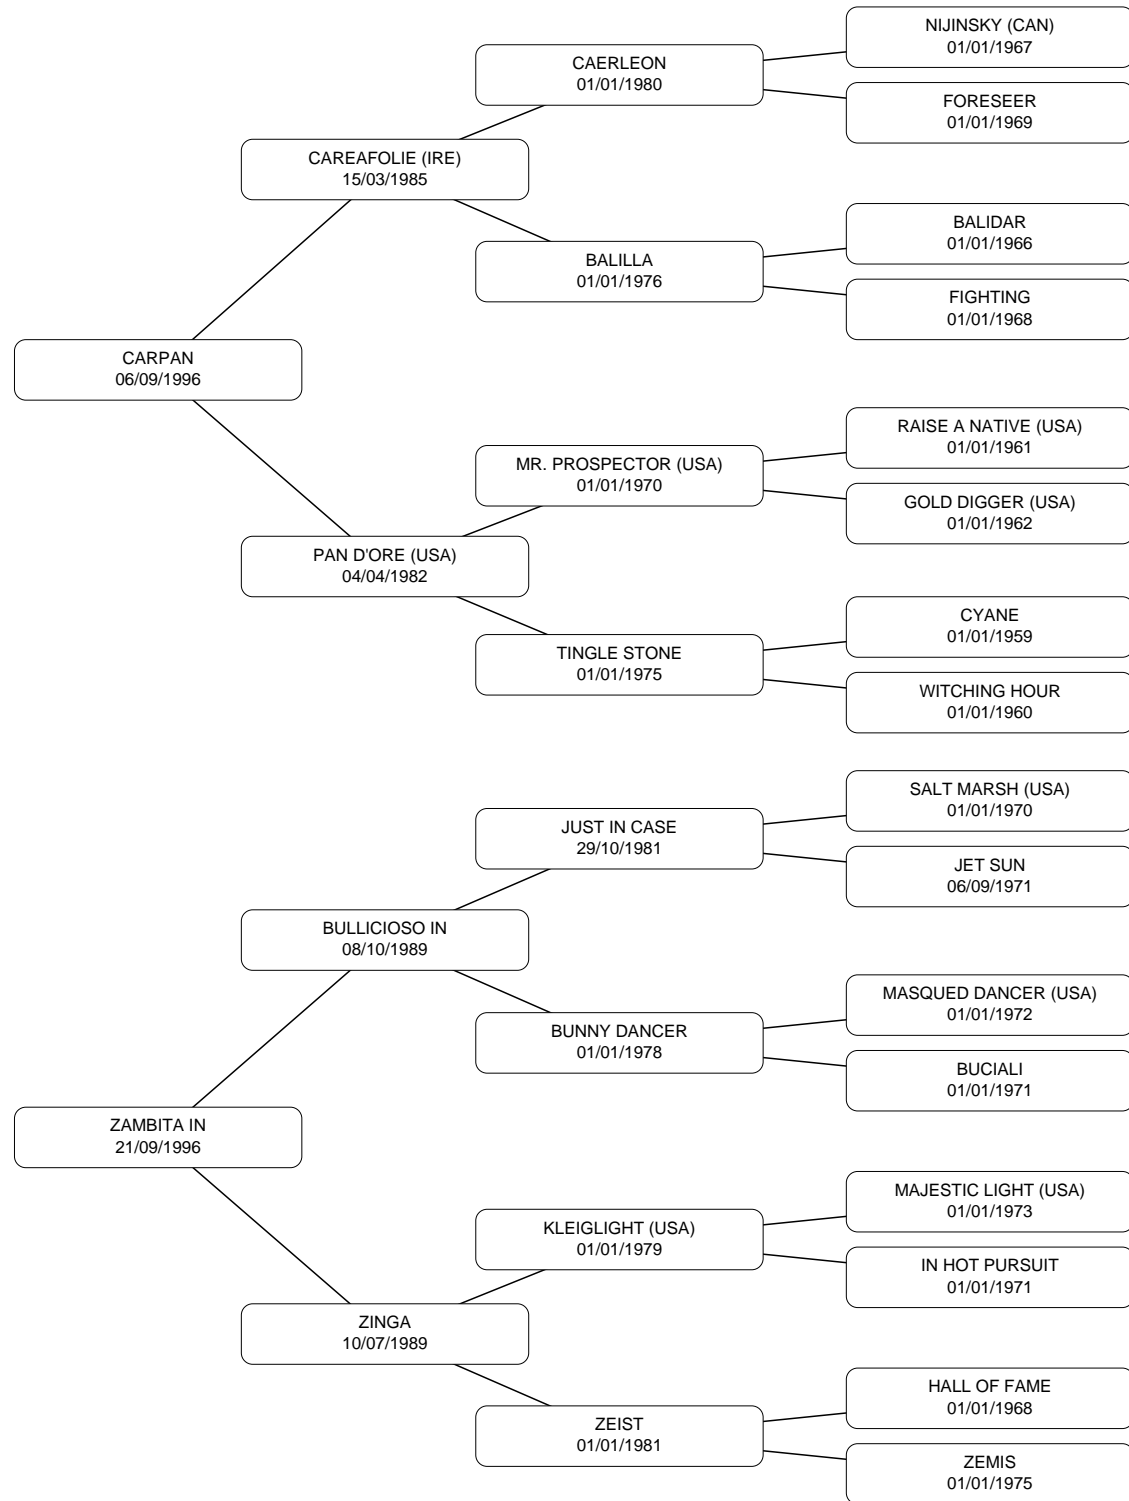 NIJINSKY (CAN)
01/01/1967
CAERLEON
01/01/1980
FORESEER
01/01/1969
CAREAFOLIE (IRE)
15/03/1985
BALIDAR
01/01/1966
BALILLA
01/01/1976
FIGHTING
01/01/1968
CARPAN
06/09/1996
RAISE A NATIVE (USA)
01/01/1961
MR. PROSPECTOR (USA)
01/01/1970
GOLD DIGGER (USA)
01/01/1962
PAN D'ORE (USA)
04/04/1982
CYANE
01/01/1959
TINGLE STONE
01/01/1975
WITCHING HOUR
01/01/1960
SALT MARSH (USA)
01/01/1970
JUST IN CASE
29/10/1981
JET SUN
06/09/1971
BULLICIOSO IN
08/10/1989
MASQUED DANCER (USA)
01/01/1972
BUNNY DANCER
01/01/1978
BUCIALI
01/01/1971
ZAMBITA IN
21/09/1996
MAJESTIC LIGHT (USA)
01/01/1973
KLEIGLIGHT (USA)
01/01/1979
IN HOT PURSUIT
01/01/1971
ZINGA
10/07/1989
HALL OF FAME
01/01/1968
ZEIST
01/01/1981
ZEMIS
01/01/1975